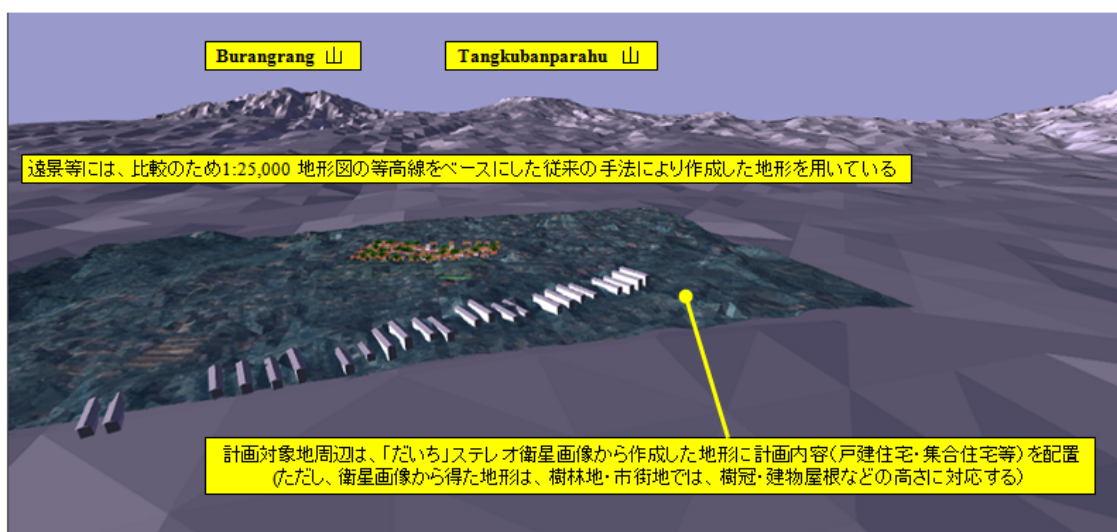 Burangrang 山
Tangkubanparahu 山
遠景等には、比較のため1:25,000 地形図の等高線をベースにした従来の手法により作成した地形を用いている
計画対象地周辺は、「だいち」ステレオ衛星画像から作成した地形に計画内容(戸建住宅・集合住宅等)を配置
(ただし、衛星画像から得た地形は、樹林地・市街地では、樹冠・建物屋根などの高さに対応する)